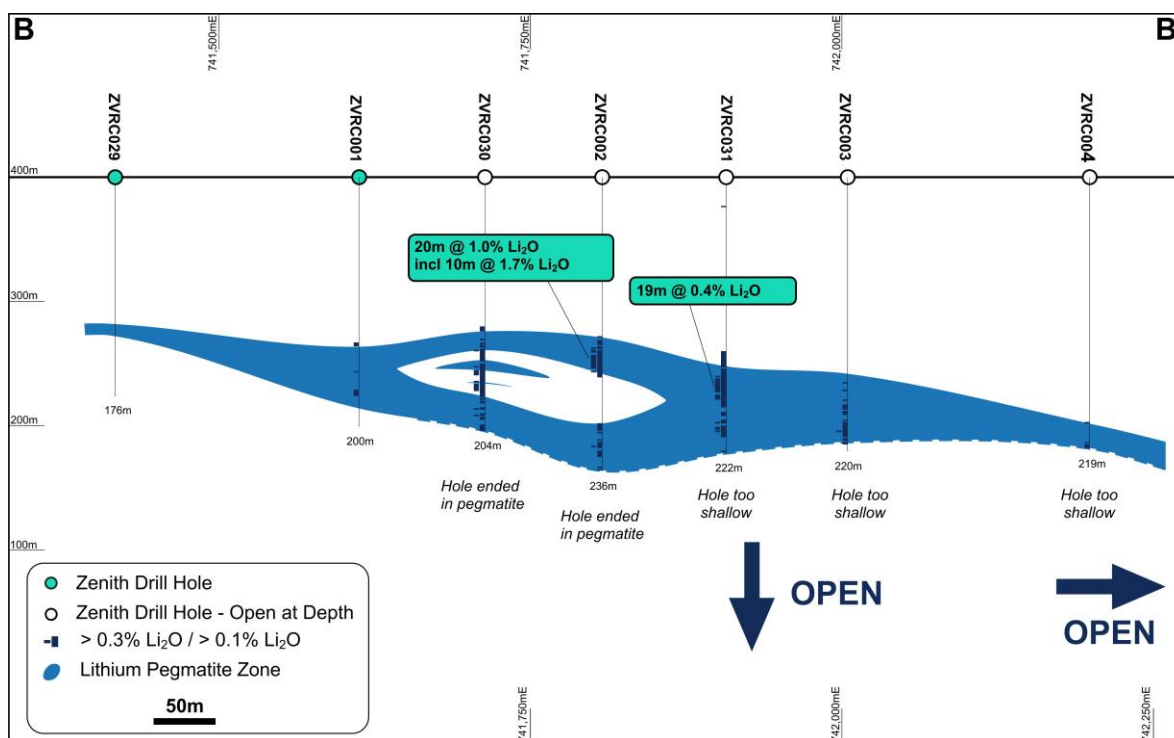 B
B
741,500mE
741,750mE
742,000mE
ZVRC029
ZVRC001
ZVRC030
ZVRC002
ZVRC031
ZVRC003
ZVRC004
400m
20m @ 1.0% Li₂O
incl 10m @ 1.7% Li₂O
19m @ 0.4% Li₂O
300m
200m
176m
200m
204m
236m
222m
220m
219m
Hole ended
in pegmatite
Hole ended
in pegmatite
Hole too
shallow
Hole too
shallow
Hole too
shallow
100m
OPEN
OPEN
Zenith Drill Hole
Zenith Drill Hole - Open at Depth
> 0.3% Li₂O / > 0.1% Li₂O
Lithium Pegmatite Zone
50m
741,750mE
742,000mE
742,250mE